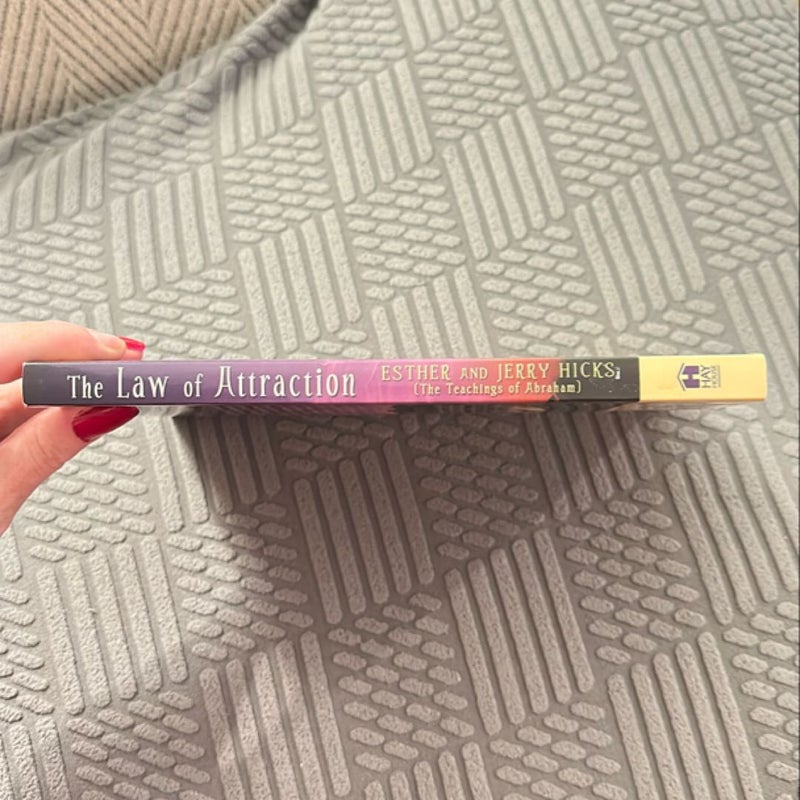 The Law of Attraction
ESTHER AND JERRY HICKS
(The Teachings of Abraham)
HAY
HOUSE